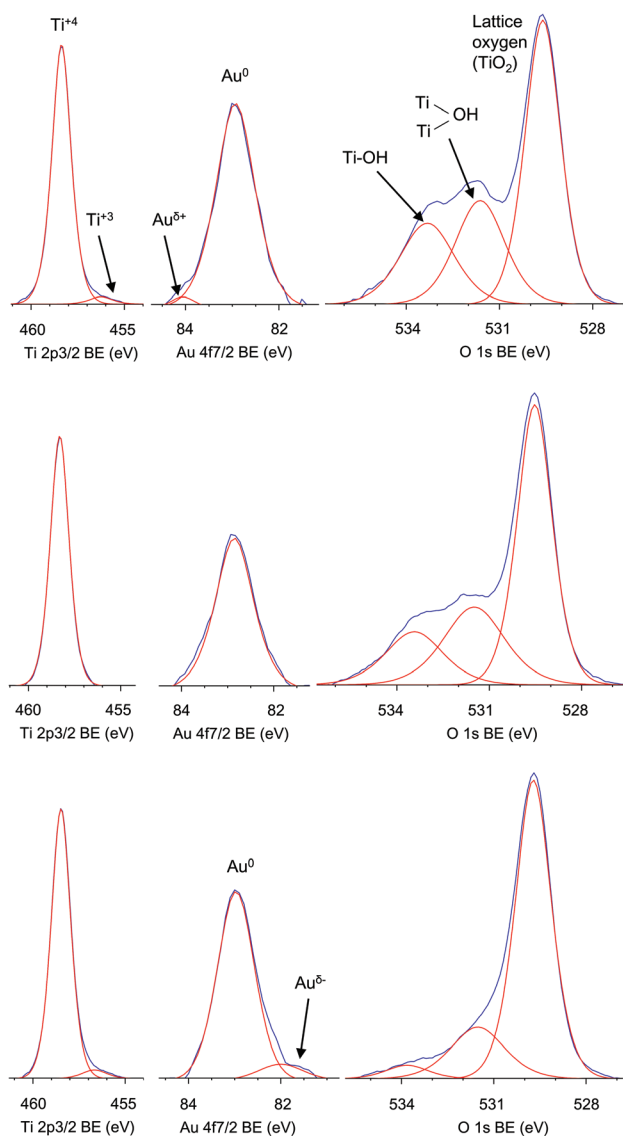 Ti⁺⁴
Ti⁺³
460 455
Ti 2p3/2 BE (eV)
Au⁰
Auᵟ⁺
84 82
Au 4f7/2 BE (eV)
Lattice
oxygen
(TiO₂)
Ti
OH
Ti
Ti-OH
534 531 528
O 1s BE (eV)
460 455
Ti 2p3/2 BE (eV)
84 82
Au 4f7/2 BE (eV)
534 531 528
O 1s BE (eV)
460 455
Ti 2p3/2 BE (eV)
Au⁰
Auᵟ⁻
84 82
Au 4f7/2 BE (eV)
534 531 528
O 1s BE (eV)